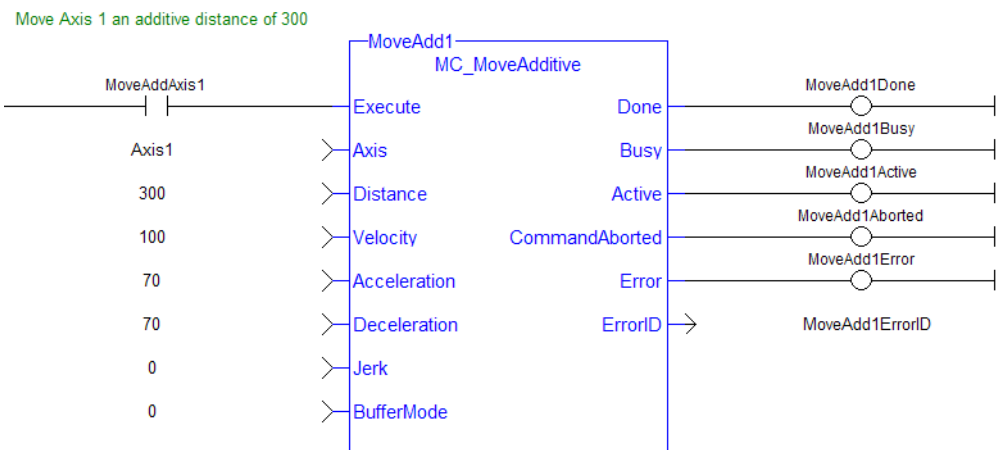 Move Axis 1 an additive distance of 300
MoveAdd1
MC_MoveAdditive
MoveAddAxis1
Execute
Done
MoveAdd1Done
Axis1
Axis
Busy
MoveAdd1Busy
300
Distance
Active
MoveAdd1Active
100
Velocity
CommandAborted
MoveAdd1Aborted
70
Acceleration
Error
MoveAdd1Error
70
Deceleration
ErrorID
MoveAdd1ErrorID
0
Jerk
0
BufferMode